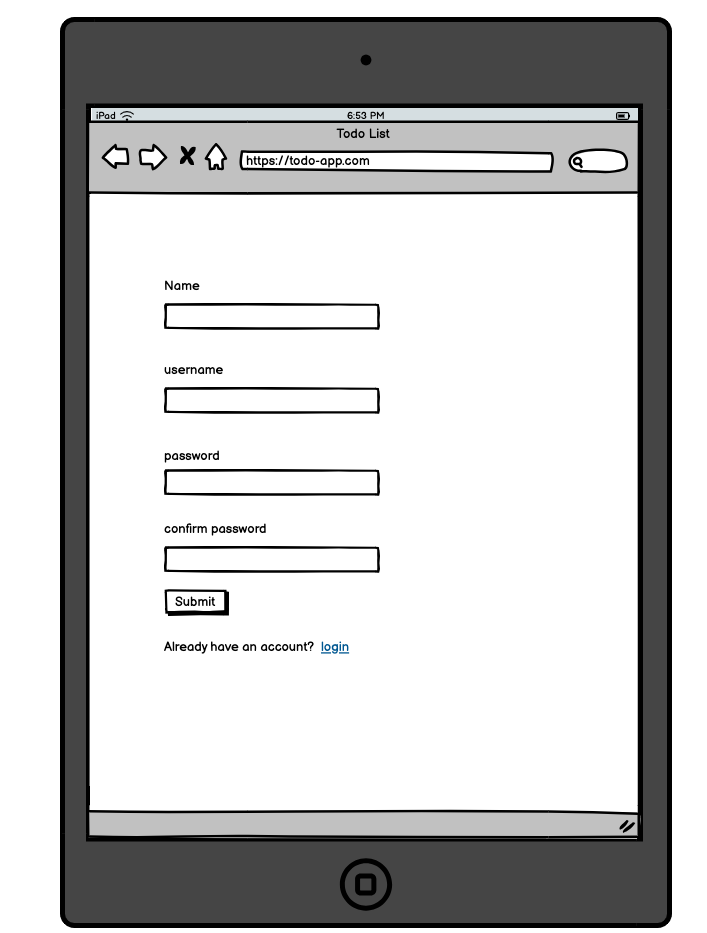 iPad 6:53 PM
Todo List
https://todo-app.com
Name
username
password
confirm password
Submit
Already have an account? login